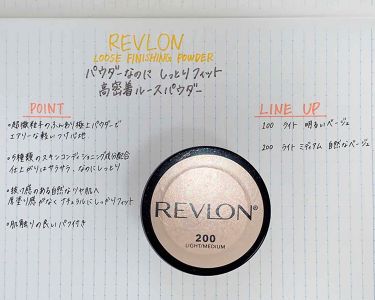 REVLON
LOOSE FINISHING POWDER
パウダーなのに しっとりフィット
高密着ルースパウダー
POINT
•超微粒子のふんわり極上パウダーで
エアリーな軽いつけ心地
•5種類のスキンコンディショニング成分配合
仕上がりはサラサラ、なのにしっとり
•抜け感のある自然なツヤ肌へ
厚塗り感がなく ナチュラルにしっかりフィット
•肌触りの良いパフ付き
LINE UP
100 ライト 明るいベージュ
200 ライトミディアム 自然なベージュ
REVLON®
200
LIGHT/MEDIUM